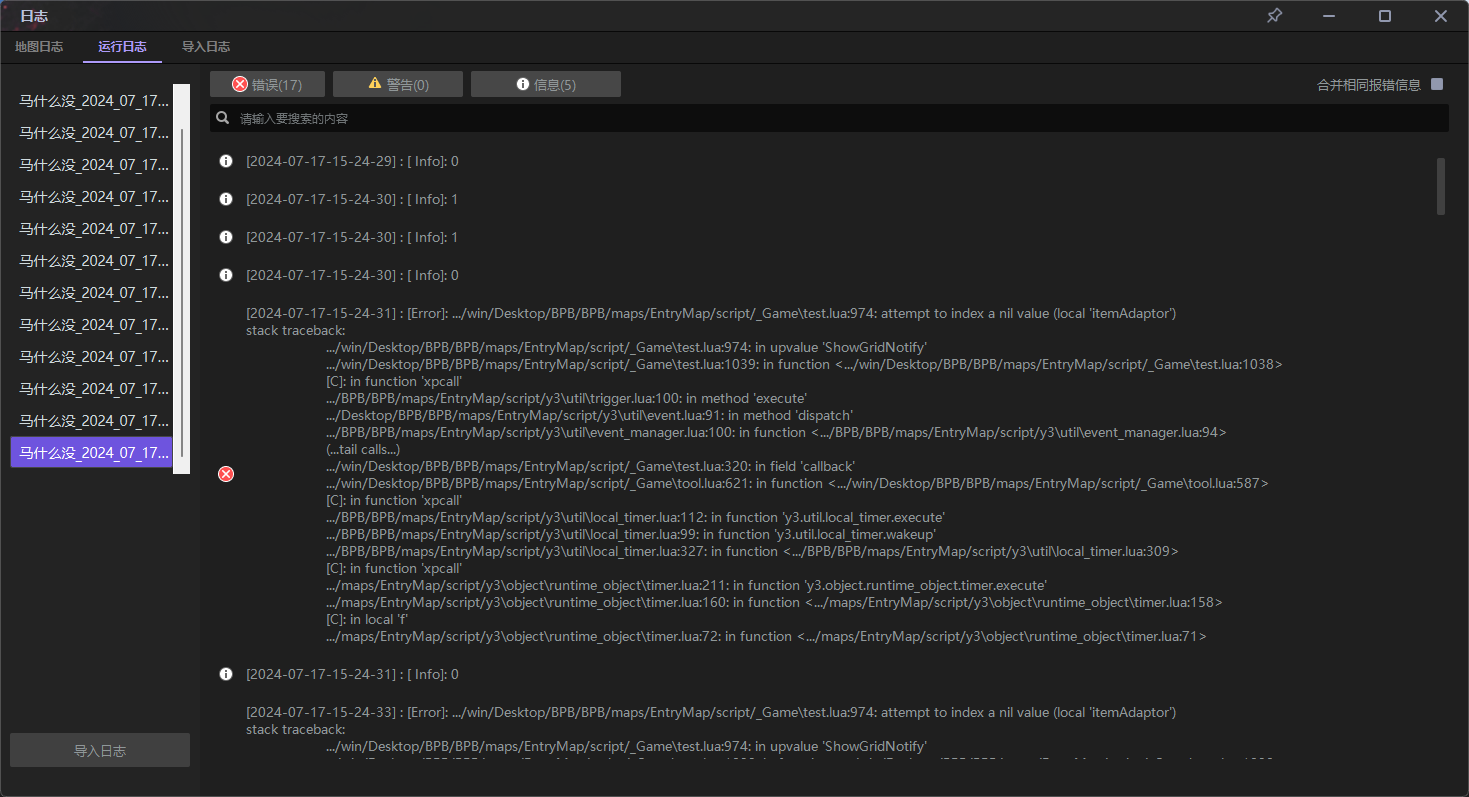 日志
地图日志 运行日志 导入日志
错误(17) 警告(0) 信息(5) 合并相同报错信息
请输入要搜索的内容
马什么没_2024_07_17...
马什么没_2024_07_17...
马什么没_2024_07_17...
马什么没_2024_07_17...
马什么没_2024_07_17...
马什么没_2024_07_17...
马什么没_2024_07_17...
马什么没_2024_07_17...
马什么没_2024_07_17...
马什么没_2024_07_17...
马什么没_2024_07_17...
马什么没_2024_07_17...
导入日志
[2024-07-17-15-24-29] : [ Info]: 0
[2024-07-17-15-24-30] : [ Info]: 1
[2024-07-17-15-24-30] : [ Info]: 1
[2024-07-17-15-24-30] : [ Info]: 0
[2024-07-17-15-24-31] : [Error]: .../win/Desktop/BPB/BPB/maps/EntryMap/script/_Game\test.lua:974: attempt to index a nil value (local 'itemAdaptor')
stack traceback:
.../win/Desktop/BPB/BPB/maps/EntryMap/script/_Game\test.lua:974: in upvalue 'ShowGridNotify'
.../win/Desktop/BPB/BPB/maps/EntryMap/script/_Game\test.lua:1039: in function <.../win/Desktop/BPB/BPB/maps/EntryMap/script/_Game\test.lua:1038>
[C]: in function 'xpcall'
.../BPB/BPB/maps/EntryMap/script/y3\util\trigger.lua:100: in method 'execute'
.../Desktop/BPB/BPB/maps/EntryMap/script/y3\util\event.lua:91: in method 'dispatch'
.../BPB/BPB/maps/EntryMap/script/y3\util\event_manager.lua:100: in function <.../BPB/BPB/maps/EntryMap/script/y3\util\event_manager.lua:94>
(...tail calls...)
.../win/Desktop/BPB/BPB/maps/EntryMap/script/_Game\test.lua:320: in field 'callback'
.../win/Desktop/BPB/BPB/maps/EntryMap/script/_Game\tool.lua:621: in function <.../win/Desktop/BPB/BPB/maps/EntryMap/script/_Game\tool.lua:587>
[C]: in function 'xpcall'
.../BPB/BPB/maps/EntryMap/script/y3\util\local_timer.lua:112: in function 'y3.util.local_timer.execute'
.../BPB/BPB/maps/EntryMap/script/y3\util\local_timer.lua:99: in function 'y3.util.local_timer.wakeup'
.../BPB/BPB/maps/EntryMap/script/y3\util\local_timer.lua:327: in function <.../BPB/BPB/maps/EntryMap/script/y3\util\local_timer.lua:309>
[C]: in function 'xpcall'
.../maps/EntryMap/script/y3\object\runtime_object\timer.lua:211: in function 'y3.object.runtime_object.timer.execute'
.../maps/EntryMap/script/y3\object\runtime_object\timer.lua:160: in function <.../maps/EntryMap/script/y3\object\runtime_object\timer.lua:158>
[C]: in local 'f'
.../maps/EntryMap/script/y3\object\runtime_object\timer.lua:72: in function <.../maps/EntryMap/script/y3\object\runtime_object\timer.lua:71>
[2024-07-17-15-24-31] : [ Info]: 0
[2024-07-17-15-24-33] : [Error]: .../win/Desktop/BPB/BPB/maps/EntryMap/script/_Game\test.lua:974: attempt to index a nil value (local 'itemAdaptor')
stack traceback:
.../win/Desktop/BPB/BPB/maps/EntryMap/script/_Game\test.lua:974: in upvalue 'ShowGridNotify'